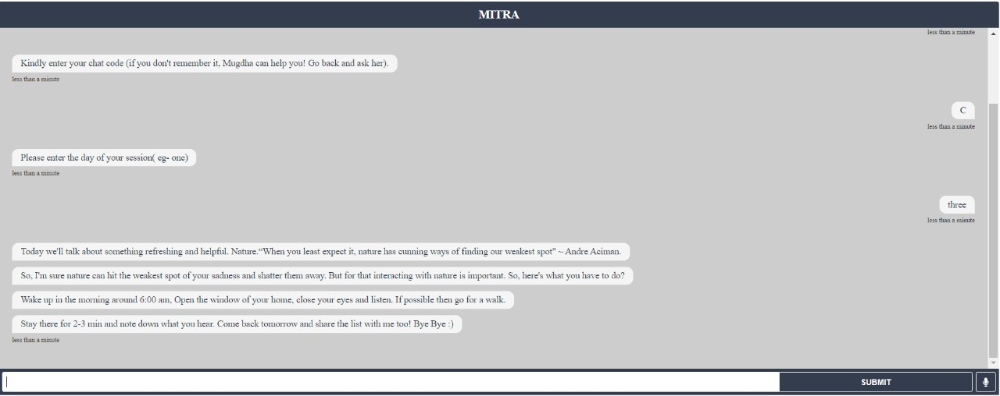 MITRA
less than a minute
Kindly enter your chat code (if you don't remember it, Mugdha can help you! Go back and ask her).
less than a minute
C
less than a minute
Please enter the day of your session( eg- one)
less than a minute
three
less than a minute
Today we'll talk about something refreshing and helpful. Nature.“When you least expect it, nature has cunning ways of finding our weakest spot" ~ Andre Aciman.
So, I'm sure nature can hit the weakest spot of your sadness and shatter them away. But for that interacting with nature is important. So, here's what you have to do?
Wake up in the morning around 6:00 am, Open the window of your home, close your eyes and listen. If possible then go for a walk.
Stay there for 2-3 min and note down what you hear. Come back tomorrow and share the list with me too! Bye Bye :)
less than a minute
SUBMIT